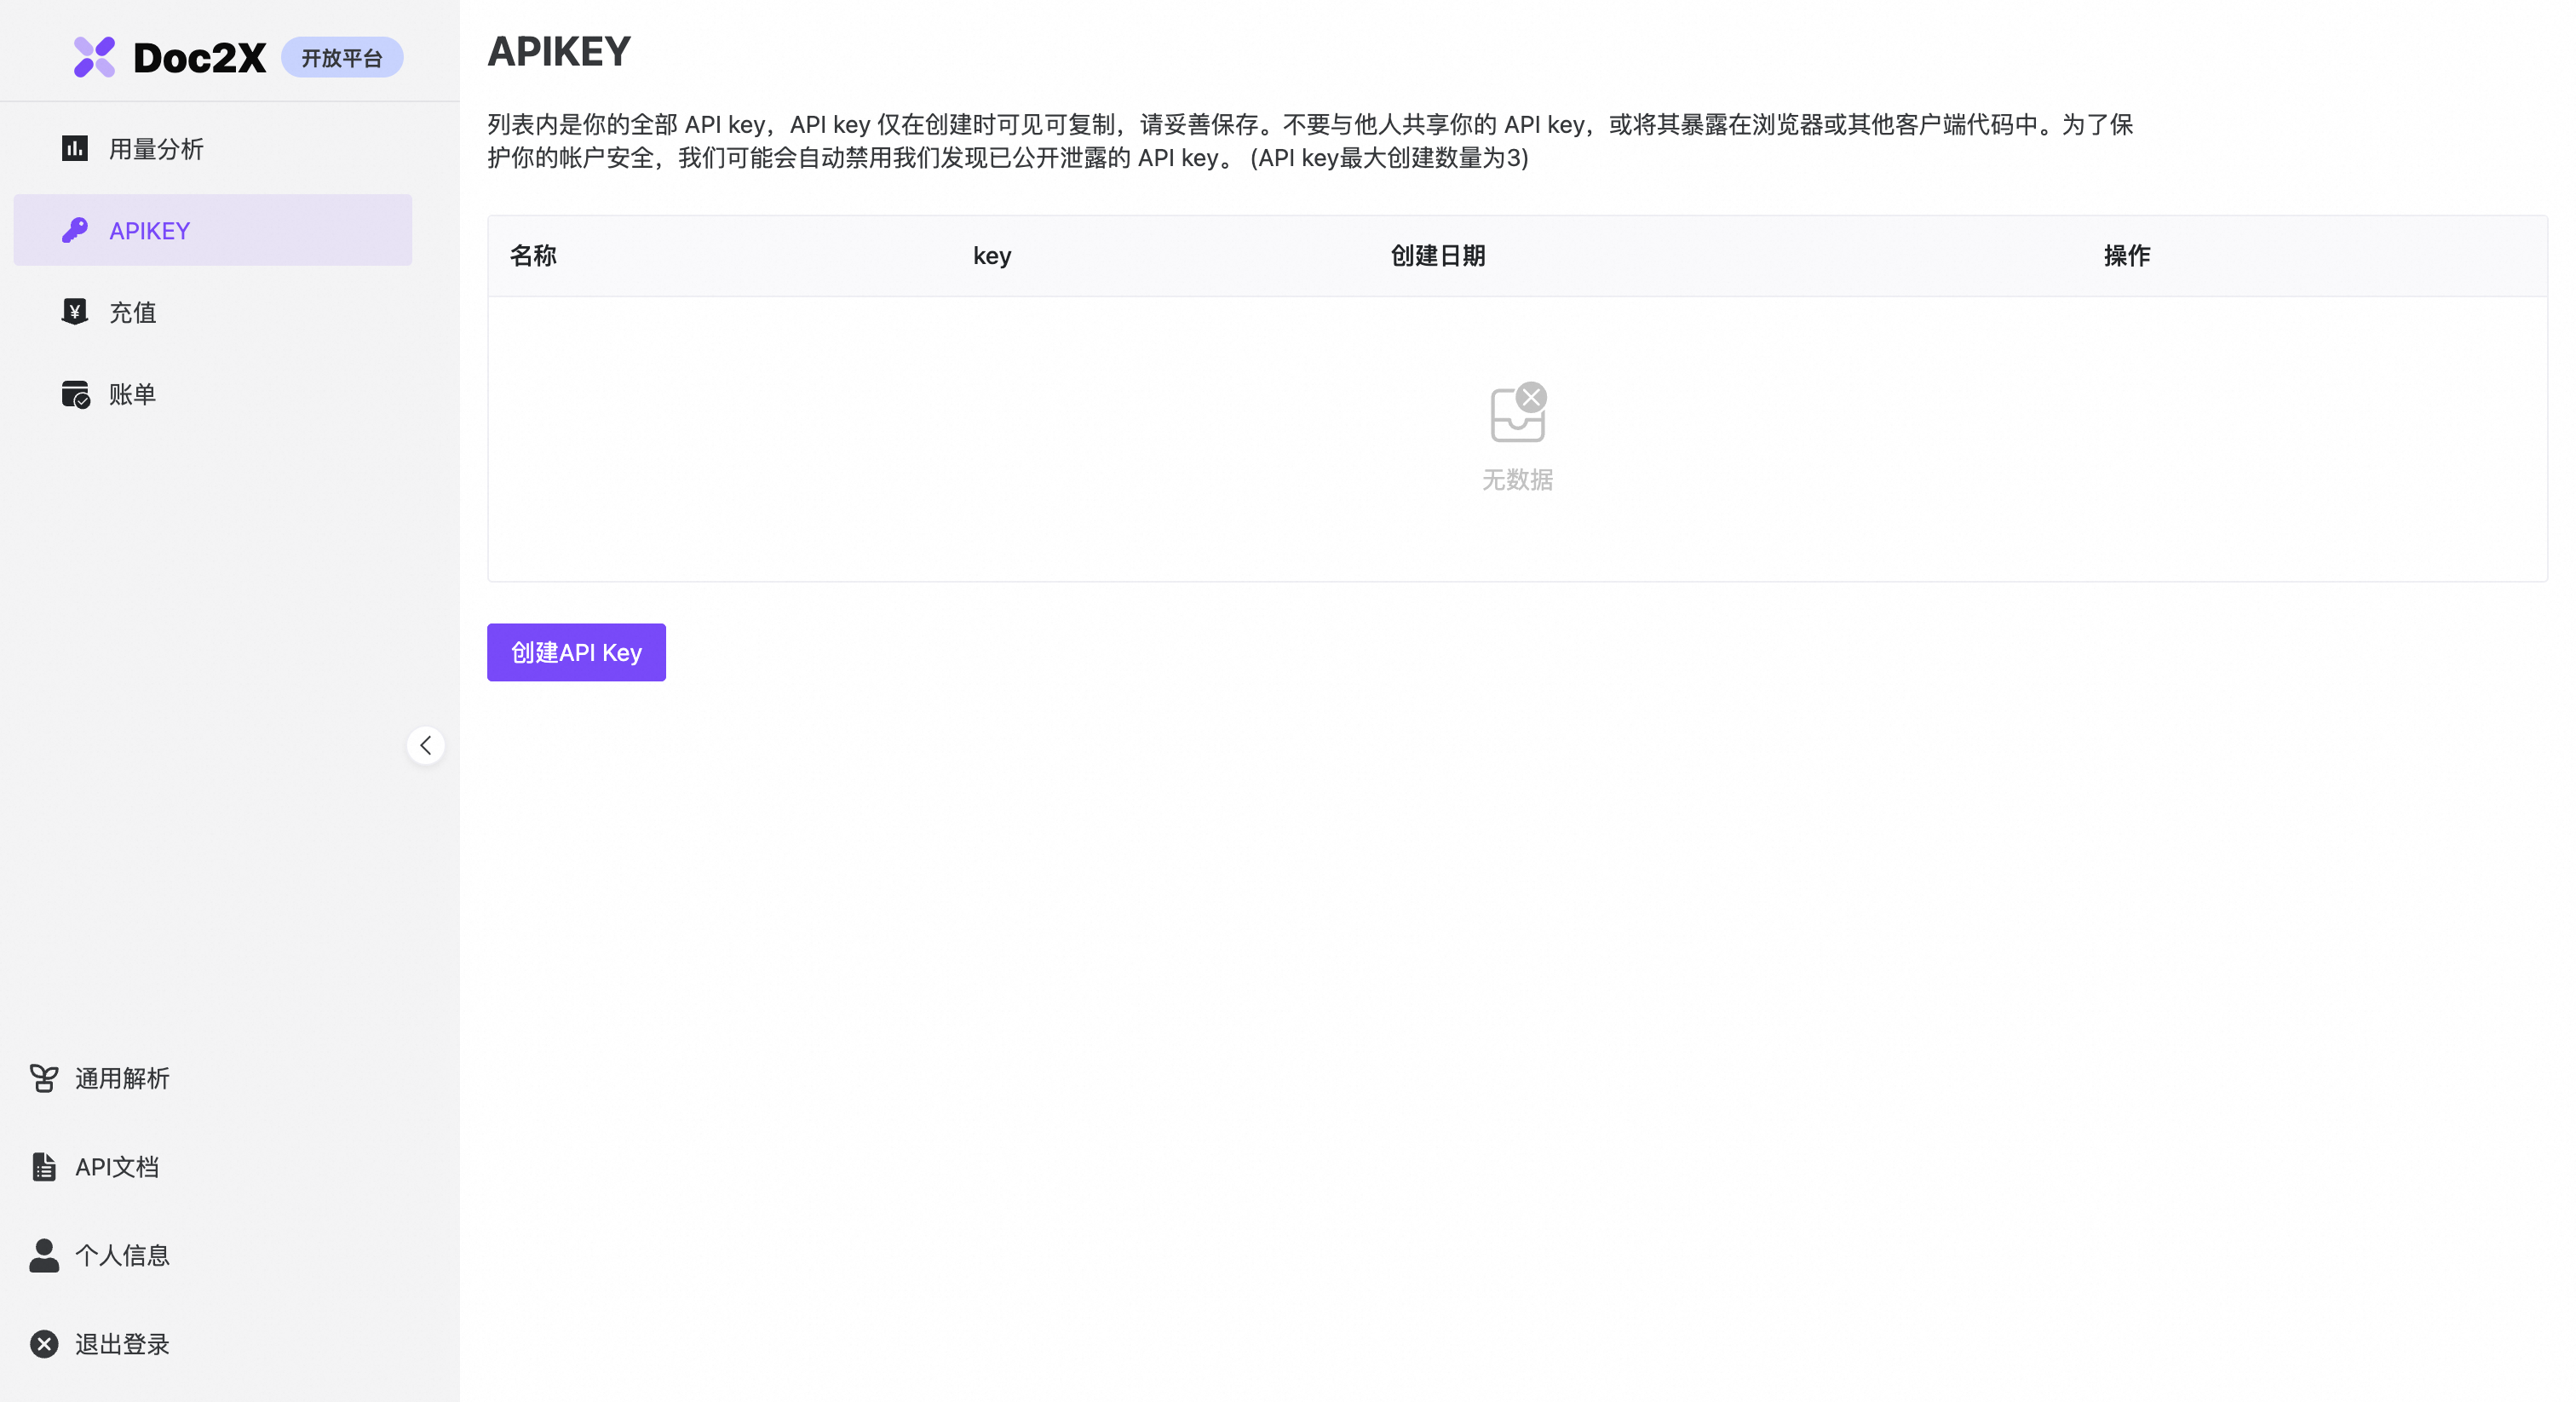 Doc2X 开放平台
用量分析
APIKEY
充值
账单
通用解析
API文档
个人信息
退出登录
APIKEY
列表内是你的全部 API key，API key 仅在创建时可见可复制，请妥善保存。不要与他人共享你的 API key，或将其暴露在浏览器或其他客户端代码中。为了保
护你的帐户安全，我们可能会自动禁用我们发现已公开泄露的 API key。 (API key最大创建数量为3)
名称 key 创建日期 操作
无数据
创建API Key